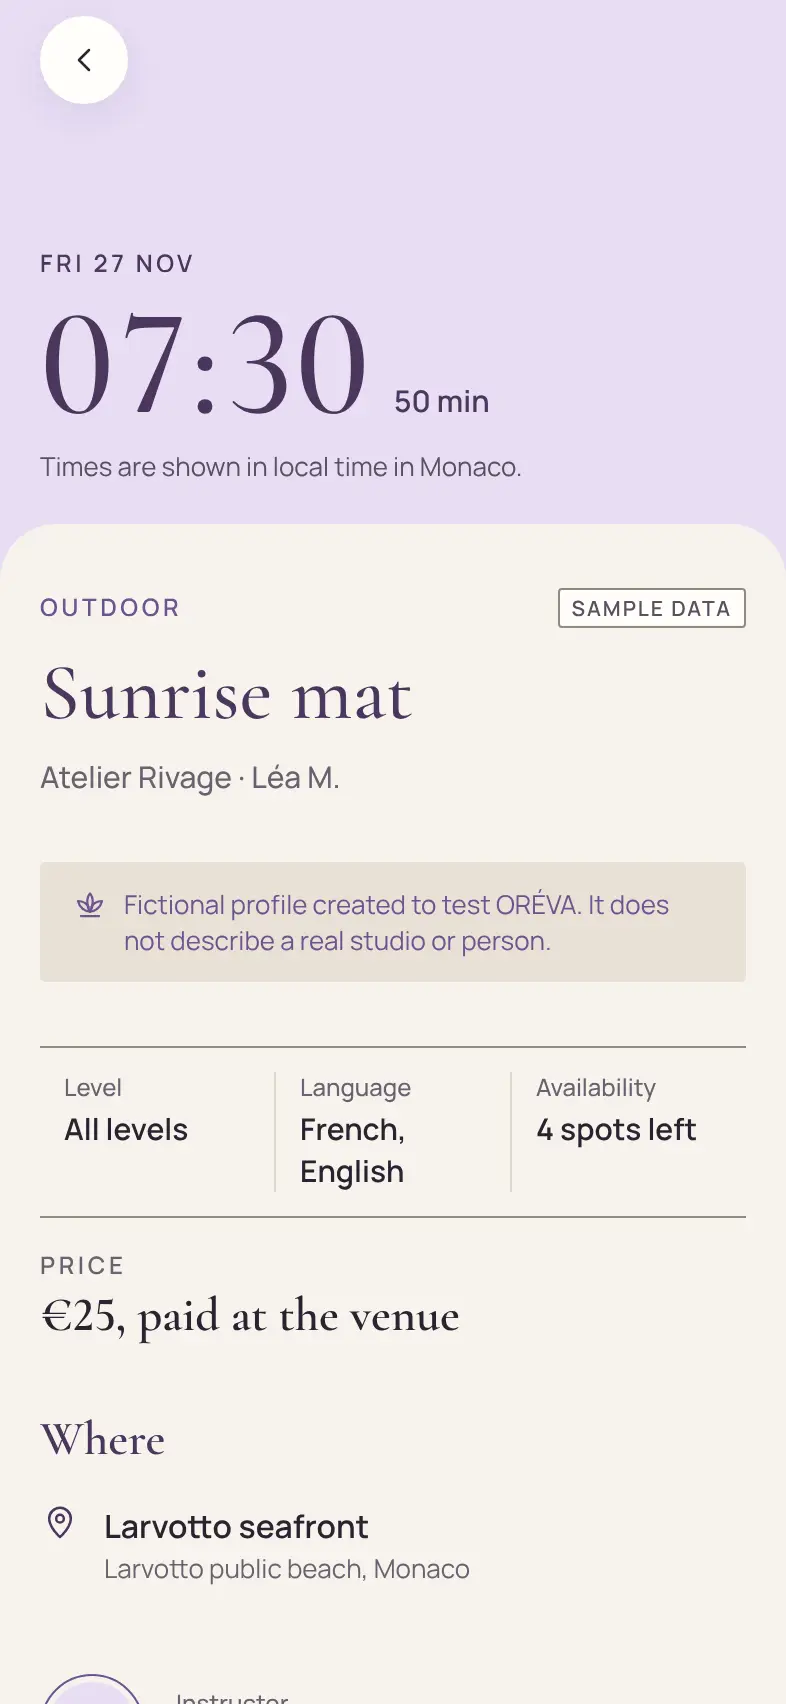 FRI 27 NOV
07:30 50 min
Times are shown in local time in Monaco.
OUTDOOR
SAMPLE DATA
Sunrise mat
Atelier Rivage · Léa M.
Fictional profile created to test ORÉVA. It does
not describe a real studio or person.
Level
All levels
Language
French,
English
Availability
4 spots left
PRICE
€25, paid at the venue
Where
Larvotto seafront
Larvotto public beach, Monaco
Instructor